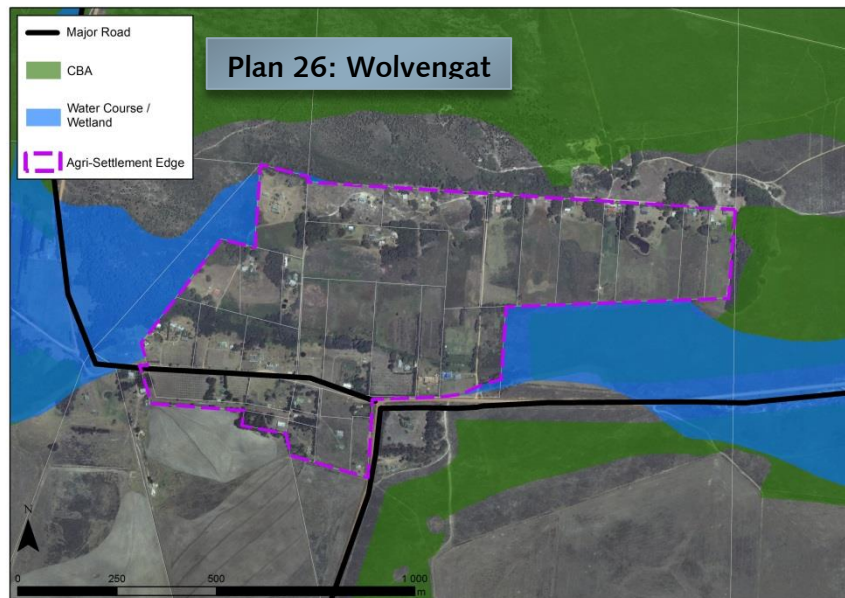 Major Road
CBA
Water Course /
Wetland
Agri-Settlement Edge
Plan 26: Wolvengat
N
0 250 500 1 000
m